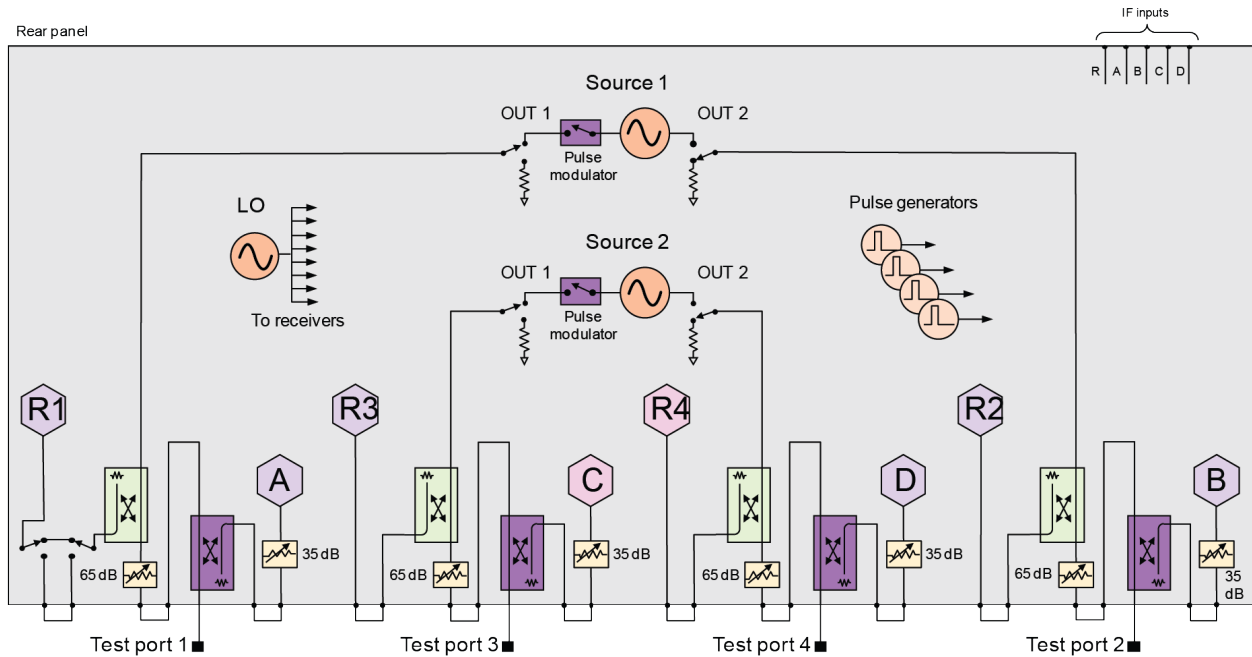 IF inputs
Rear panel
R A B C D
Source 1
OUT 1
OUT 2
Pulse
modulator
LO
To receivers
Pulse generators
Source 2
OUT 1
OUT 2
Pulse
modulator
R1
R3
R4
R2
A
C
D
B
65 dB
35 dB
65 dB
35 dB
65 dB
35 dB
65 dB
35
dB
Test port 1
Test port 3
Test port 4
Test port 2